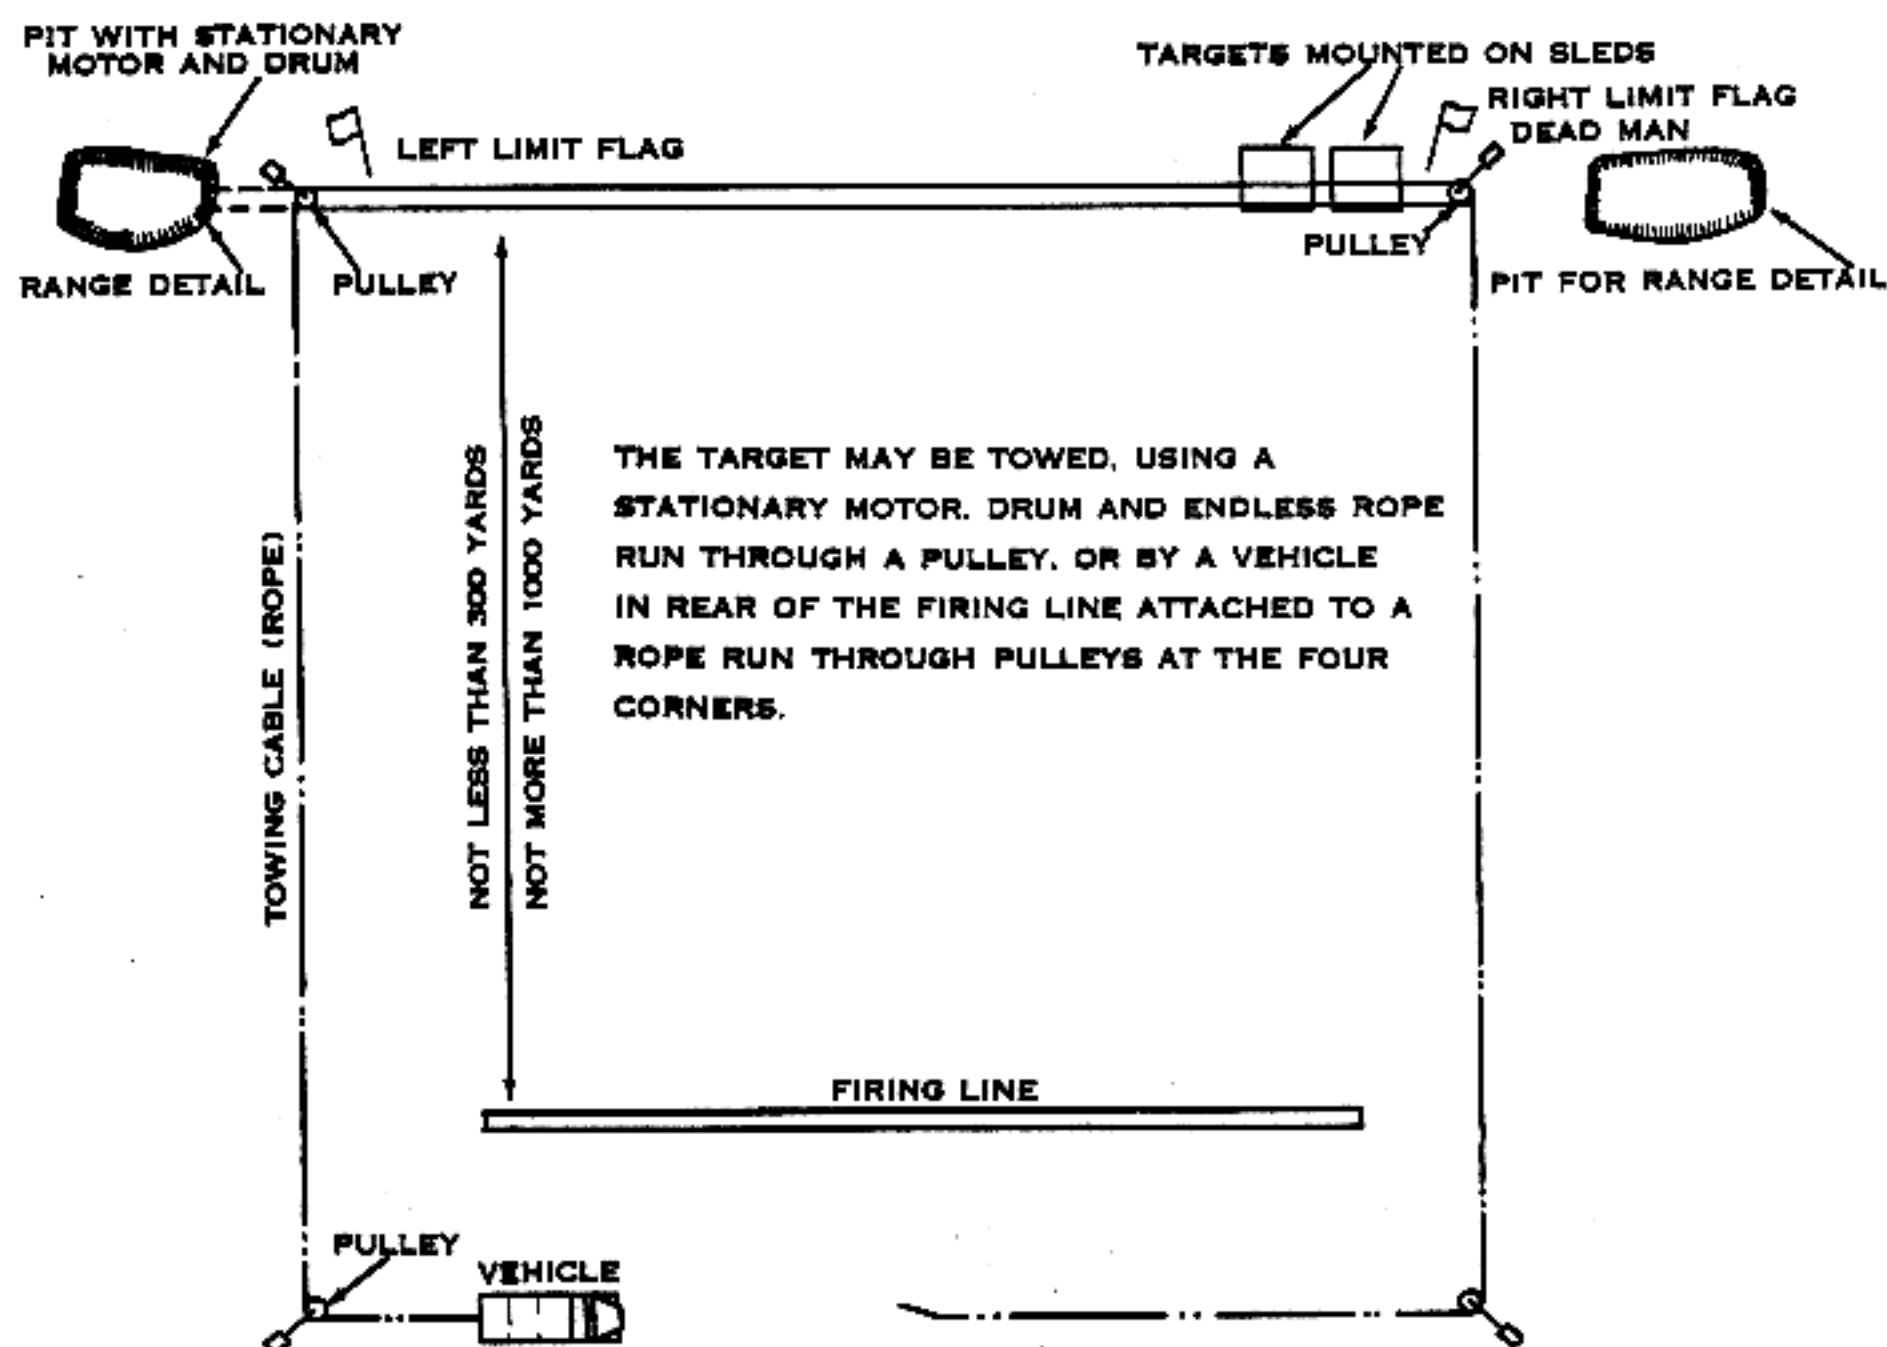 PIT WITH STATIONARY
MOTOR AND DRUM
TARGETS MOUNTED ON SLEDS
RIGHT LIMIT FLAG
DEAD MAN
LEFT LIMIT FLAG
PULLEY
RANGE DETAIL
PULLEY
PIT FOR RANGE DETAIL
TOWING CABLE (ROPE)
NOT LESS THAN 300 YARDS
NOT MORE THAN 1000 YARDS
THE TARGET MAY BE TOWED, USING A
STATIONARY MOTOR. DRUM AND ENDLESS ROPE
RUN THROUGH A PULLEY. OR BY A VEHICLE
IN REAR OF THE FIRING LINE ATTACHED TO A
ROPE RUN THROUGH PULLEYS AT THE FOUR
CORNERS.
FIRING LINE
PULLEY
VEHICLE